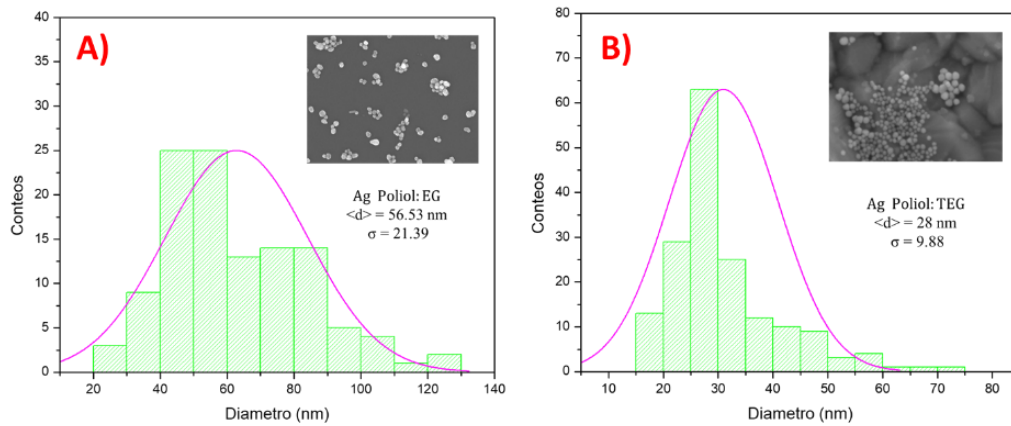 A)
40
35
30
25
20
15
10
5
0
Conteos
20 40 60 80 100 120 140
Diametro (nm)
Ag Poliol: EG
<d> = 56.53 nm
σ = 21.39
B)
80
70
60
50
40
30
20
10
0
Conteos
10 20 30 40 50 60 70 80
Diametro (nm)
Ag Poliol: TEG
<d> = 28 nm
σ = 9.88